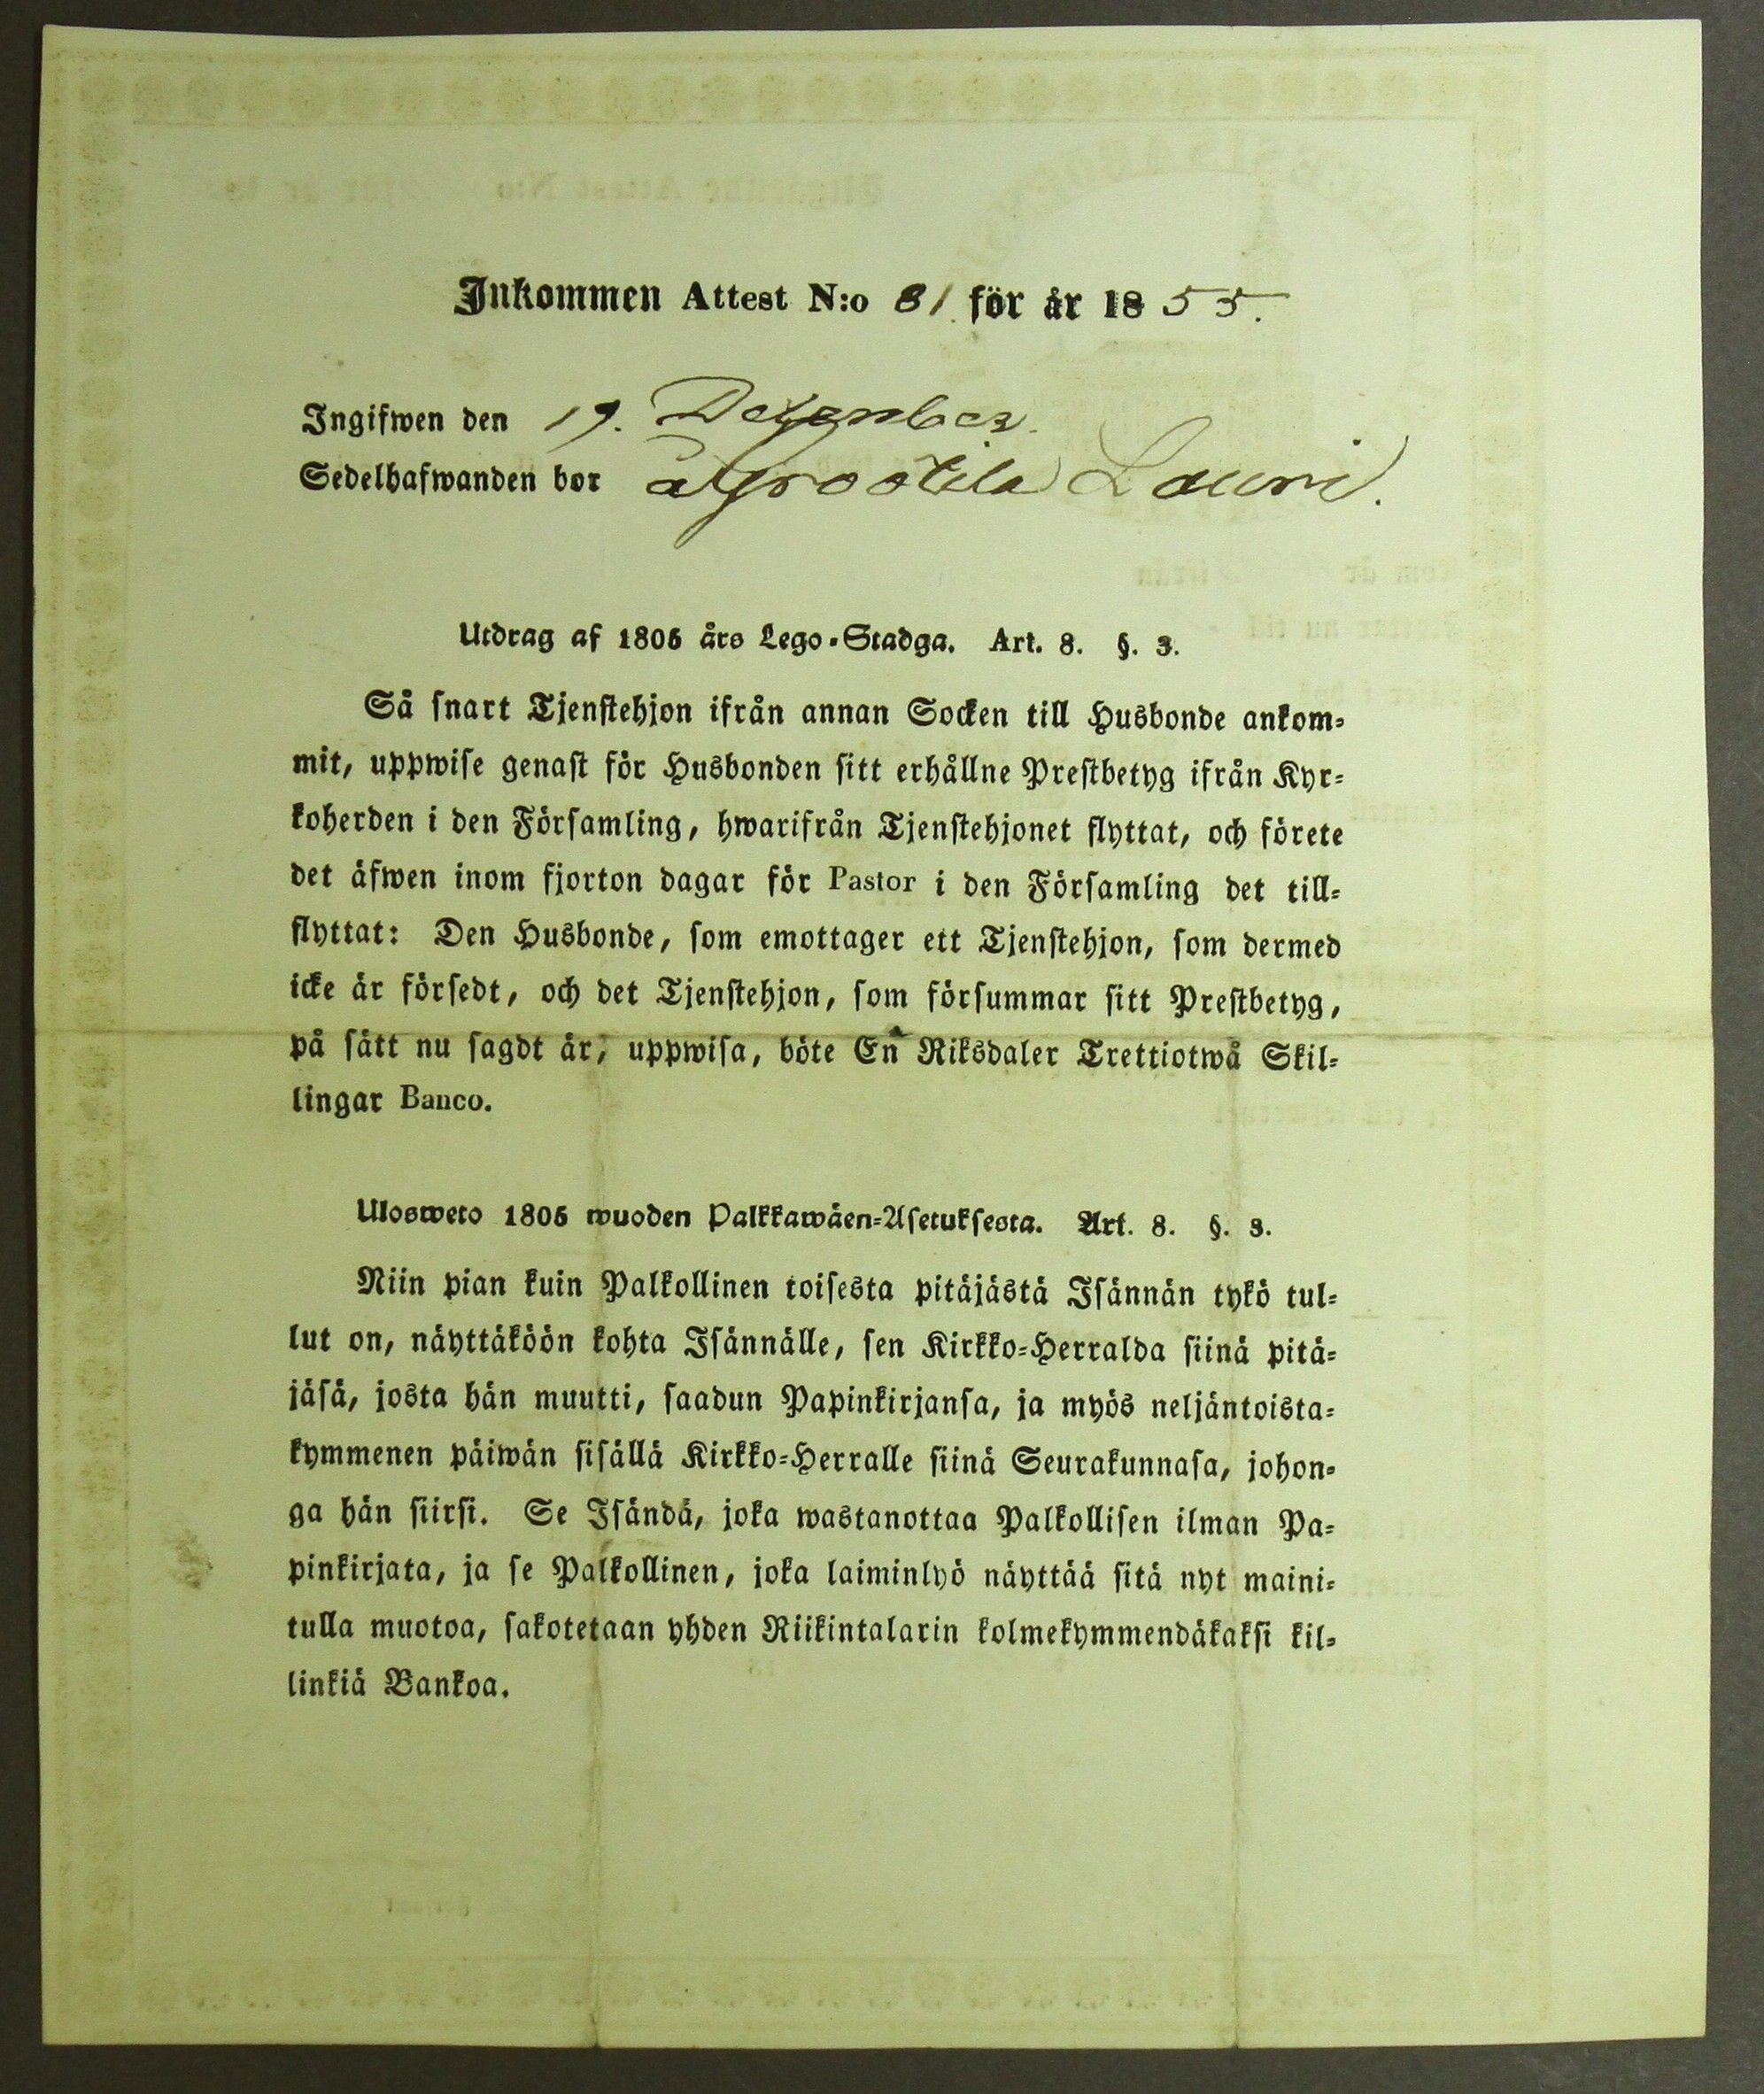 Inkommen Attest N:o 81. för år 1855.
Ingifwen den 19. December.
Sedelhafwanden bor å Lauri.
Utdrag af 1805 års Lego-Stadga. Art. 8. §. 3.
Så snart Tjenstehjon ifrån annan Socken till Husbonde ankom-
mit, uppwise genast för Husbonden sitt erhållne Prestbetyg ifrån Kyr-
koherden i den Församling, hwarifrån Tjenstehjonet flyttat, och förete
det äfwen inom fjorton dagar för Pastor i den Församling det till-
flyttat: Den Husbonde, som emottager ett Tjenstehjon, som dermed
icke är försedt, och det Tjenstehjon, som försummar sitt Prestbetyg,
på sätt nu sagdt är, uppwisa, böte En Riksdaler Trettiotwå Skil-
lingar Banco.
Ulosweto 1805 wuoden Palkkawäen-Asetuksesta. Art. 8. §. 3.
Niin pian kuin Palkollinen toisesta pitäjästä Isännän tykö tul-
lut on, näyttäköön kohta Isännälle, sen Kirkko-Herralda siinä pitä-
jäsä, josta hän muutti, saadun Papinkirjansa, ja myös neljäntoista-
kymmenen päiwän sisällä Kirkko-Herralle siinä Seurakunnasa, johon-
ga hän siirsi. Se Isändä, joka wastanottaa Palkollisen ilman Pa-
pinkirjata, ja se Palkollinen, joka laiminlyö näyttää sitä nyt maini-
tulla muotoa, sakotetaan yhden Riikintalarin kolmekymmendäkaksi kil-
linkiä Bankoa.